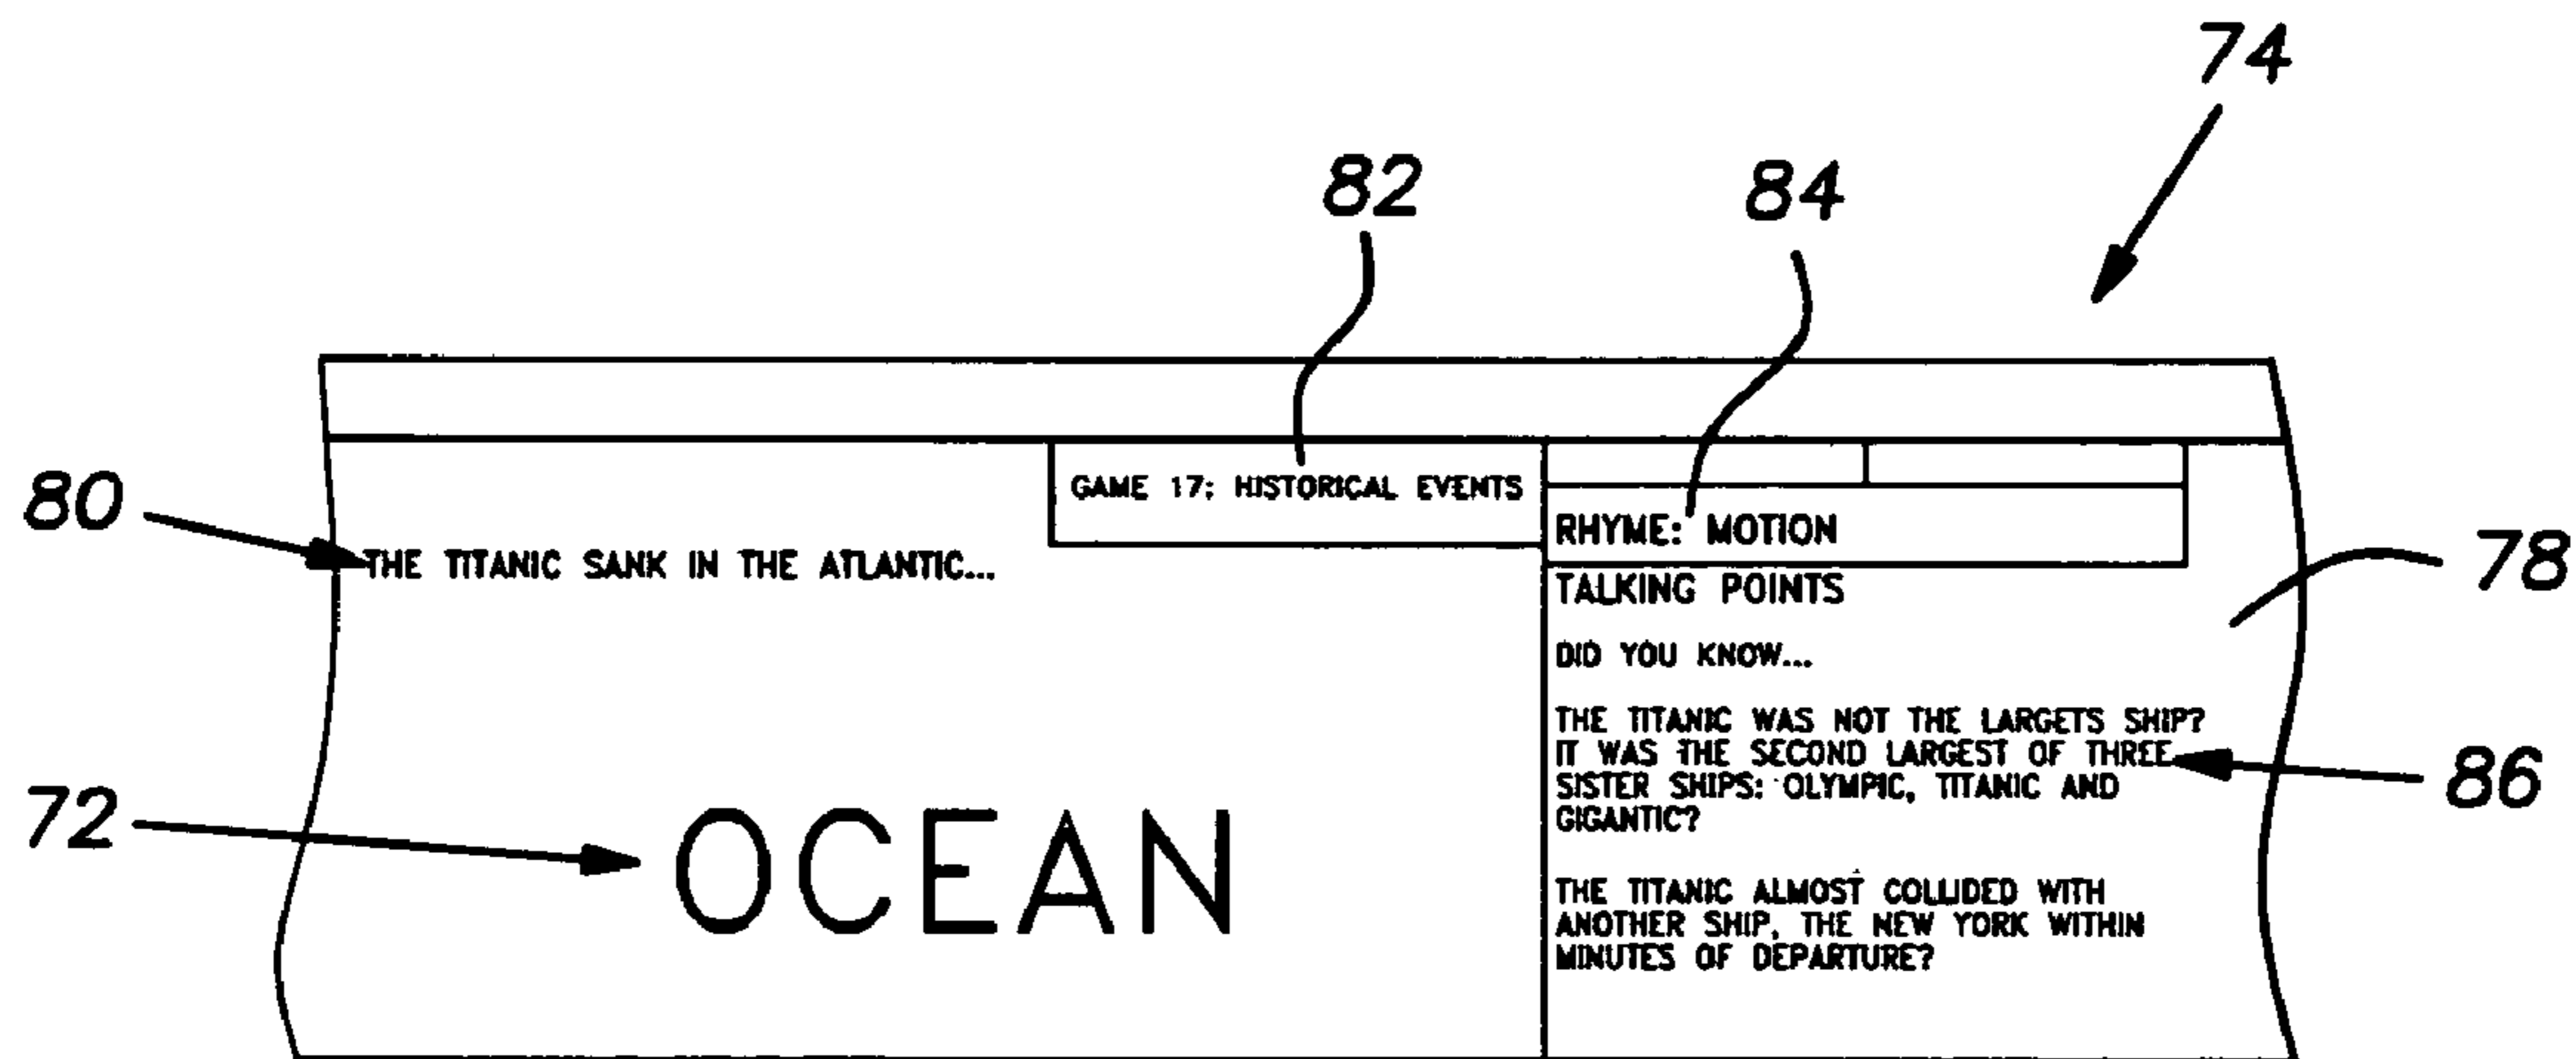 74
82
84
GAME 17: HISTORICAL EVENTS
80
RHYME: MOTION
78
THE TITANIC SANK IN THE ATLANTIC...
TALKING POINTS
DID YOU KNOW...
THE TITANIC WAS NOT THE LARGETS SHIP?
IT WAS THE SECOND LARGEST OF THREE
SISTER SHIPS: OLYMPIC, TITANIC AND
GIGANTIC?
86
72
OCEAN
THE TITANIC ALMOST COLLIDED WITH
ANOTHER SHIP, THE NEW YORK WITHIN
MINUTES OF DEPARTURE?